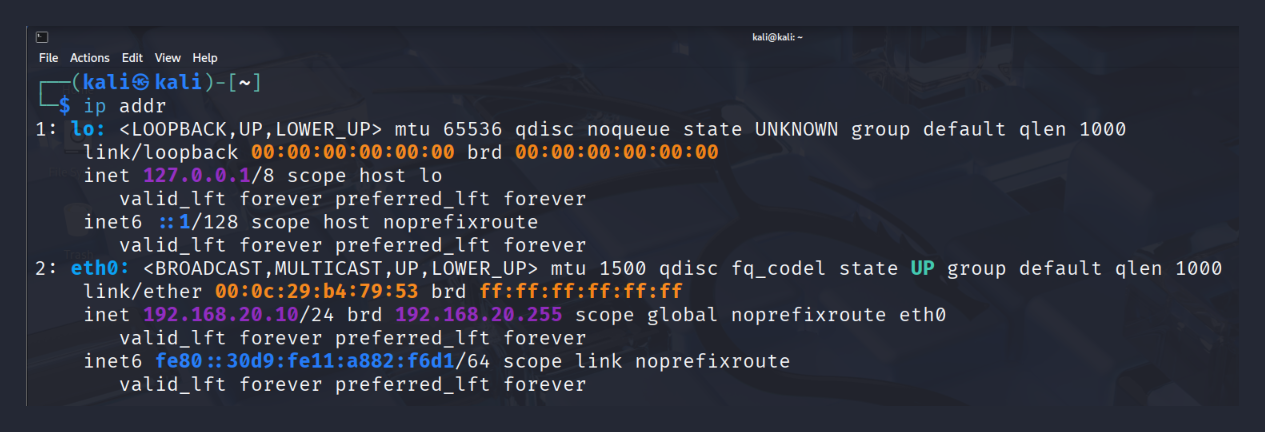 kali@kali: ~
File Actions Edit View Help
┌──(kali㉿kali)-[~]
└─$ ip addr
1: lo: <LOOPBACK,UP,LOWER_UP> mtu 65536 qdisc noqueue state UNKNOWN group default qlen 1000
link/loopback 00:00:00:00:00:00 brd 00:00:00:00:00:00
inet 127.0.0.1/8 scope host lo
valid_lft forever preferred_lft forever
inet6 ::1/128 scope host noprefixroute
valid_lft forever preferred_lft forever
2: eth0: <BROADCAST,MULTICAST,UP,LOWER_UP> mtu 1500 qdisc fq_codel state UP group default qlen 1000
link/ether 00:0c:29:b4:79:53 brd ff:ff:ff:ff:ff:ff
inet 192.168.20.10/24 brd 192.168.20.255 scope global noprefixroute eth0
valid_lft forever preferred_lft forever
inet6 fe80::30d9:fe11:a882:f6d1/64 scope link noprefixroute
valid_lft forever preferred_lft forever